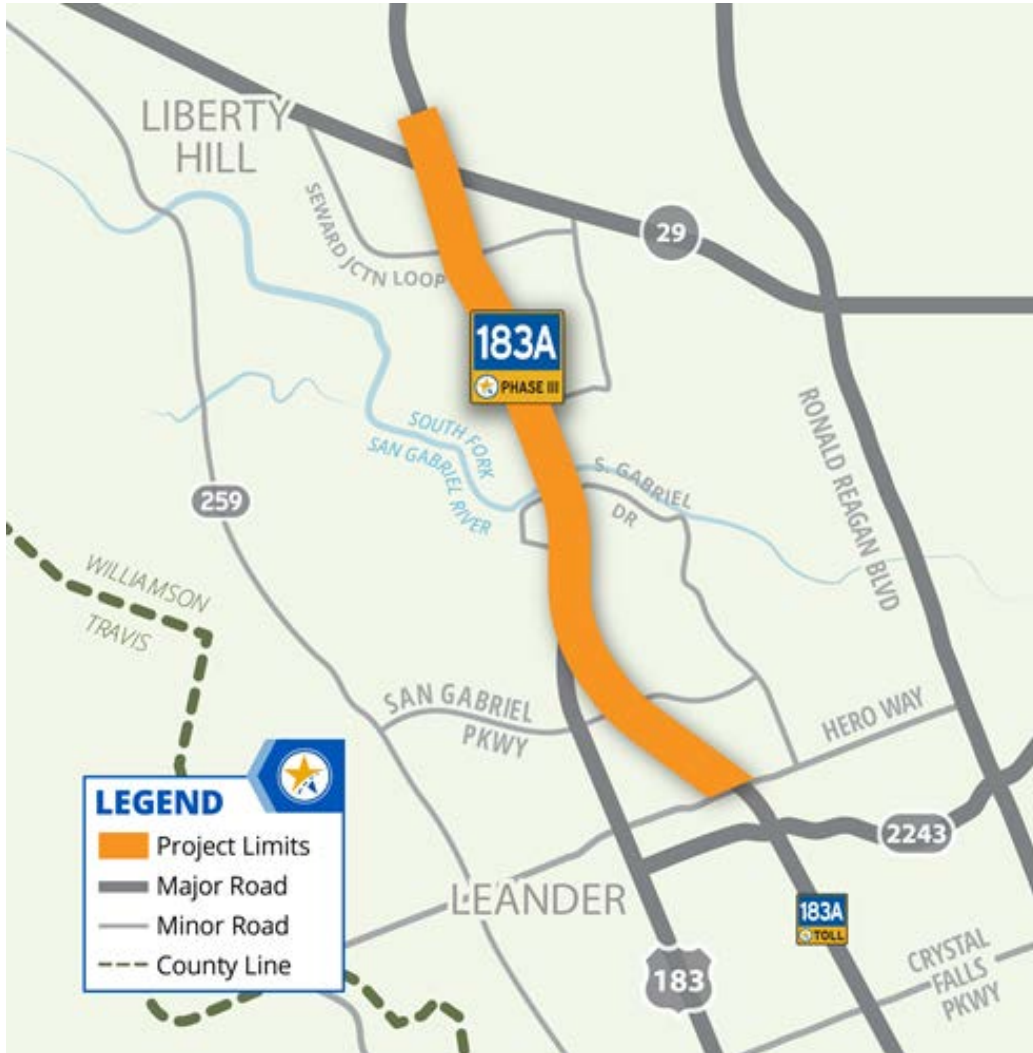 LIBERTY
HILL
SEWARD JCTN LOOP
29
183A
PHASE III
RONALD REAGAN BLVD
SOUTH FORK
SAN GABRIEL RIVER
S. GABRIEL
DR
259
WILLIAMSON
TRAVIS
SAN GABRIEL
PKWY
HERO WAY
LEGEND
Project Limits
Major Road
Minor Road
County Line
2243
LEANDER
183A
TOLL
183
CRYSTAL
FALLS
PKWY